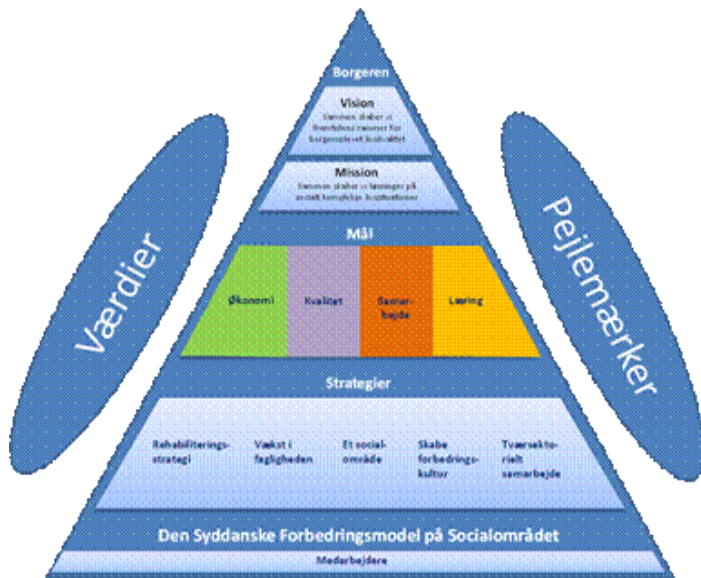 Borgeren
Vision
Sammen skaber vi
fremtidens rammer for
borgeroplevet livskvalitet
Mission
Sammen skaber vi løsninger på
socialt komplekse livssituationer
Mål
Økonomi
Kvalitet
Samar-
bejde
Læring
Værdier
Pejlemærker
Strategier
Rehabiliterings-
strategi
Vækst i
fagligheden
Et social-
område
Skabe
forbedrings-
kultur
Tværsekto-
rielt
samarbejde
Den Syddanske Forbedringsmodel på Socialområdet
Medarbejdere